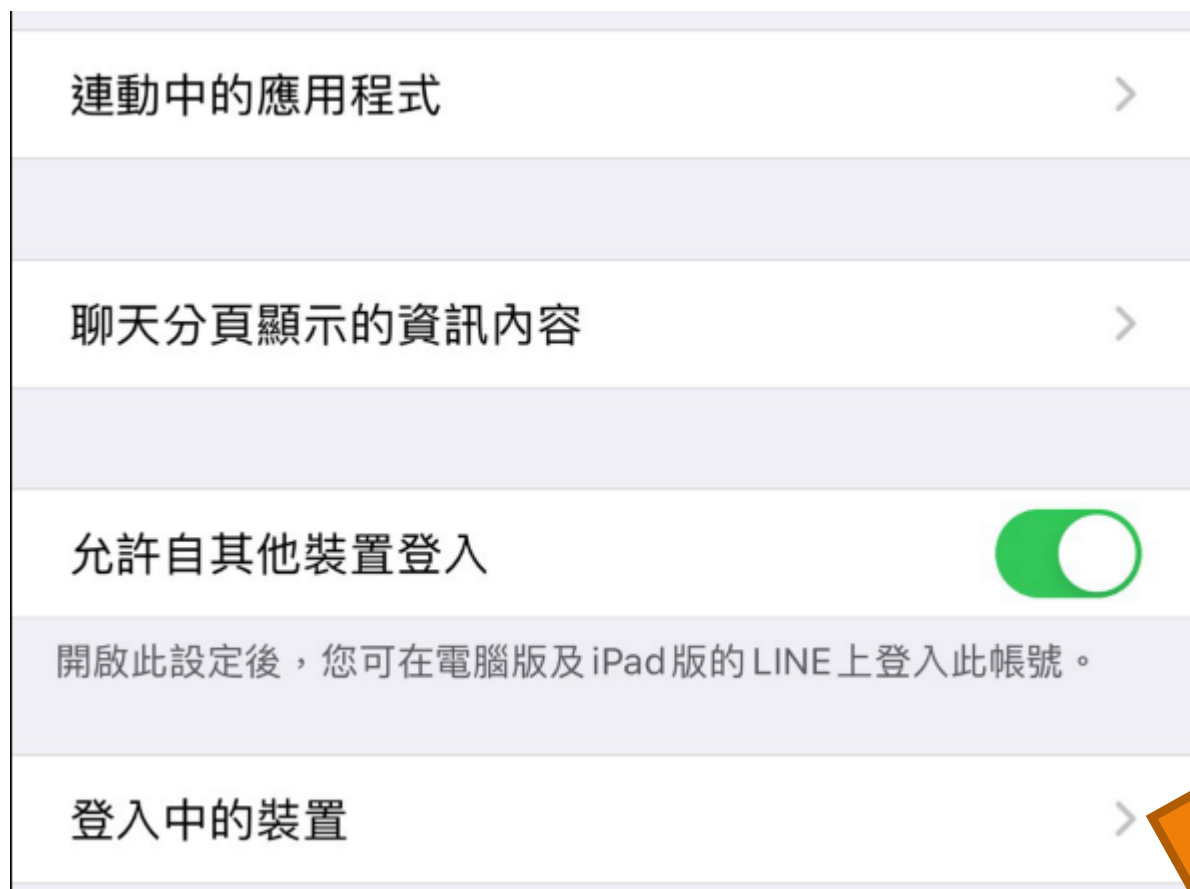 連動中的應用程式
聊天分頁顯示的資訊內容
允許自其他裝置登入
開啟此設定後，您可在電腦版及iPad版的LINE上登入此帳號。
登入中的裝置